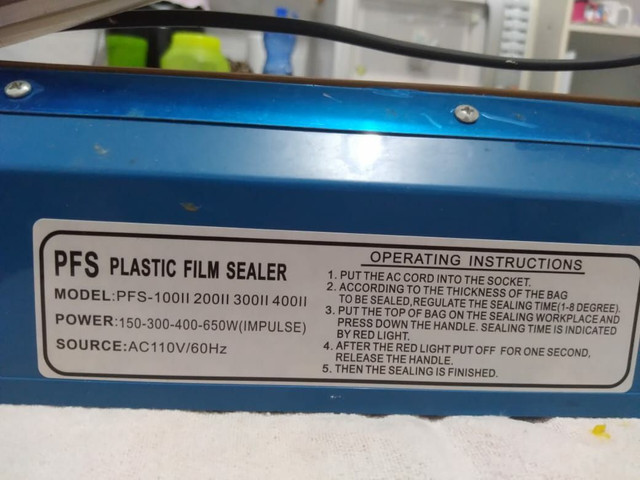 PFS PLASTIC FILM SEALER
MODEL:PFS-100II 200II 300II 400II
POWER:150-300-400-650W(IMPULSE)
SOURCE:AC110V/60Hz
OPERATING INSTRUCTIONS
1. PUT THE AC CORD INTO THE SOCKET.
2. ACCORDING TO THE THICKNESS OF THE BAG
TO BE SEALED,REGULATE THE SEALING TIME(1-8 DEGREE).
3. PUT THE TOP OF BAG ON THE SEALING WORKPLACE AND
PRESS DOWN THE HANDLE. SEALING TIME IS INDICATED
BY RED LIGHT.
4. AFTER THE RED LIGHT PUT OFF FOR ONE SECOND,
RELEASE THE HANDLE.
5. THEN THE SEALING IS FINISHED.